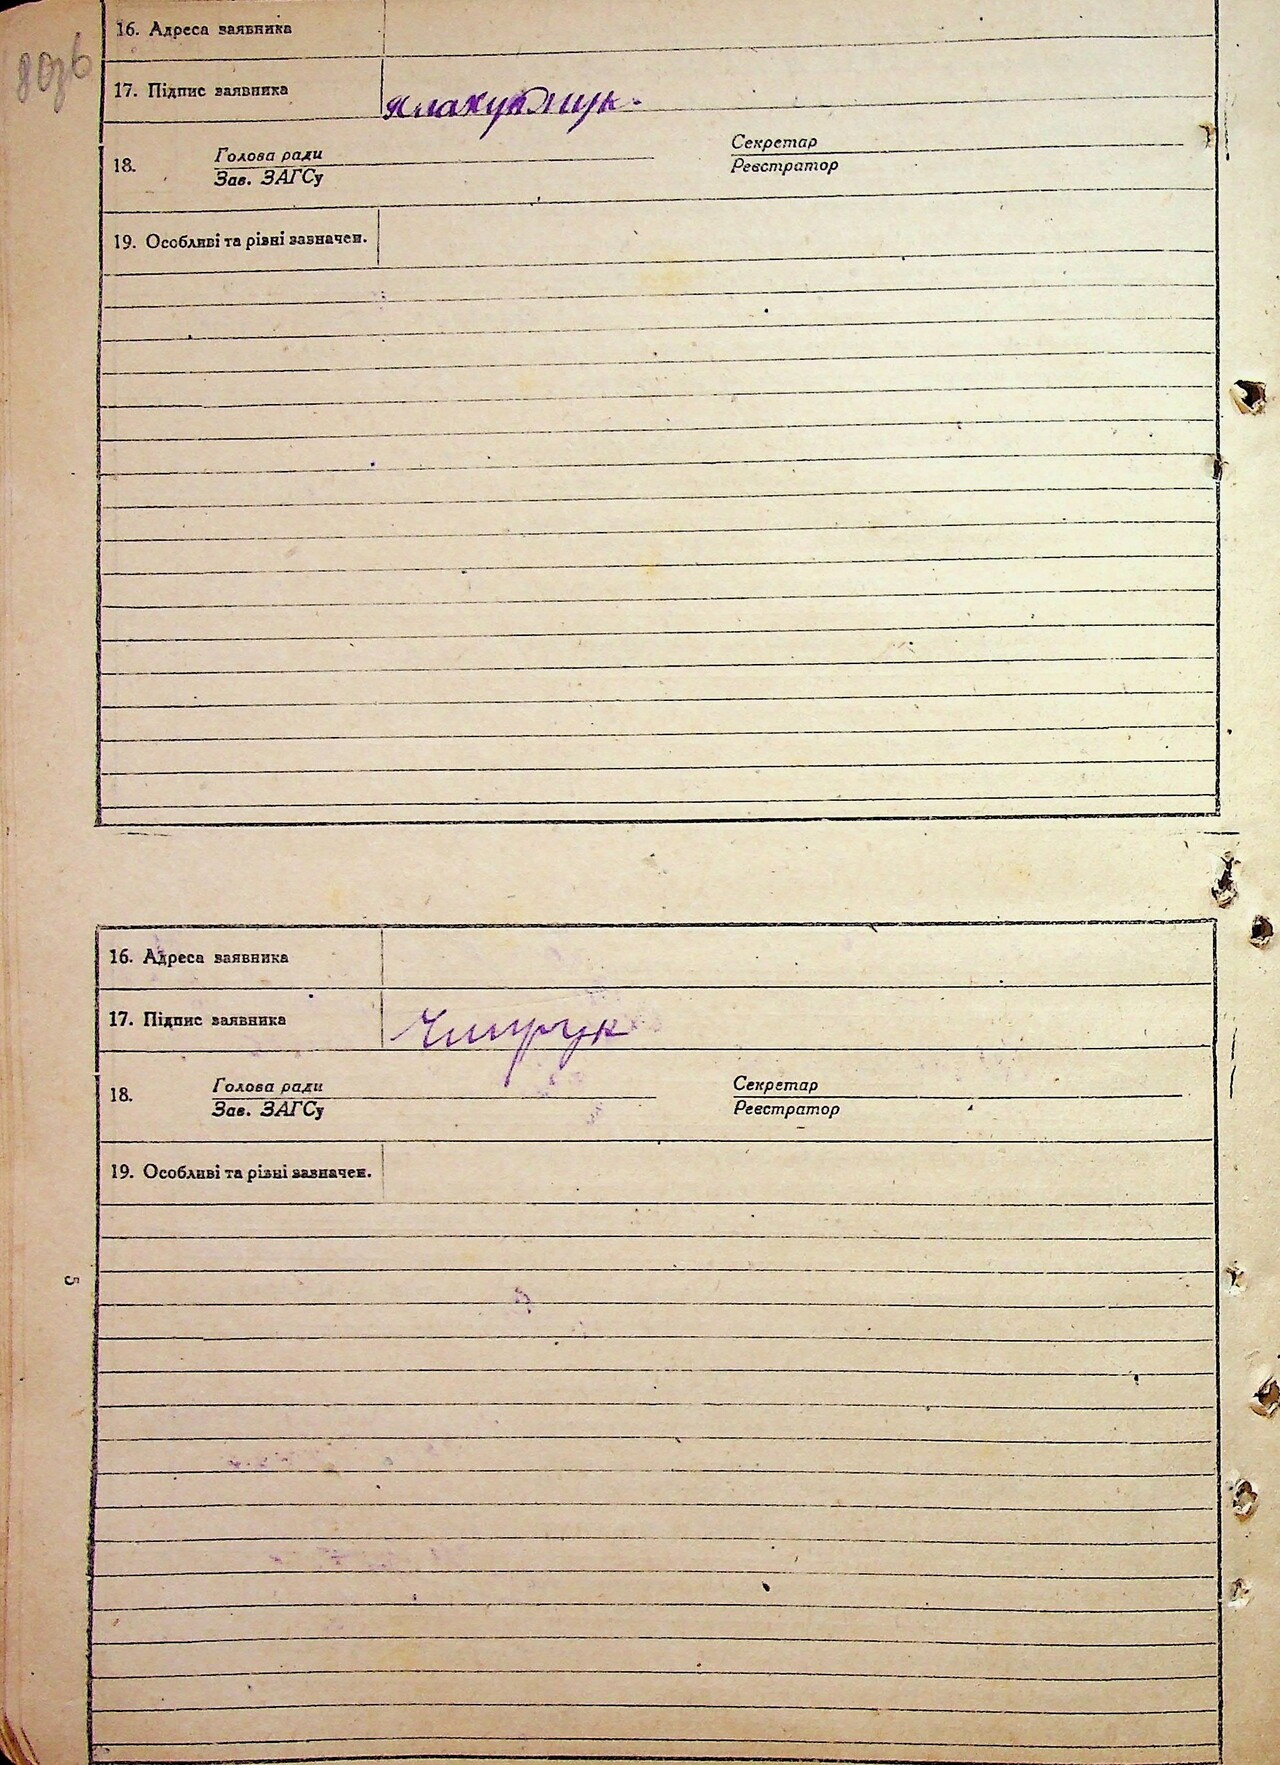 80зв
16. Адреса заявника
17. Підпис заявника
18. Голова ради Секретар
Зав. ЗАГСу Реєстратор
19. Особливі та різні зазначен.
16. Адреса заявника
17. Підпис заявника
18. Голова ради Секретар
Зав. ЗАГСу Реєстратор
19. Особливі та різні зазначен.
5